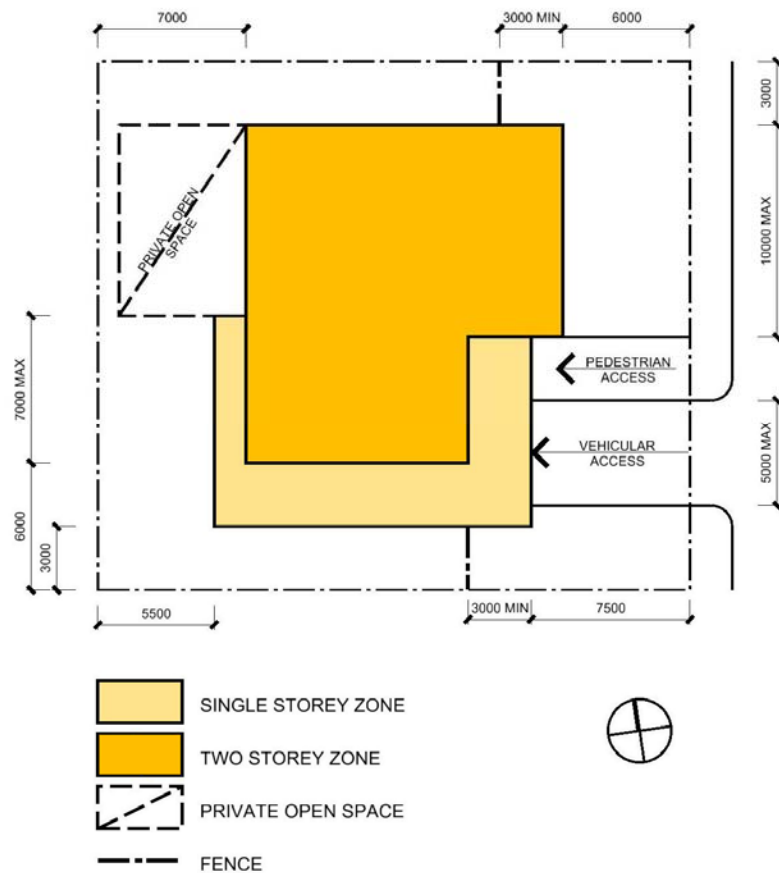 7000
3000 MIN
6000
3000
10000 MAX
PRIVATE OPEN
SPACE
7000 MAX
PEDESTRIAN
ACCESS
VEHICULAR
ACCESS
5000 MAX
6000
3000
5500
3000 MIN
7500
SINGLE STOREY ZONE
TWO STOREY ZONE
PRIVATE OPEN SPACE
FENCE